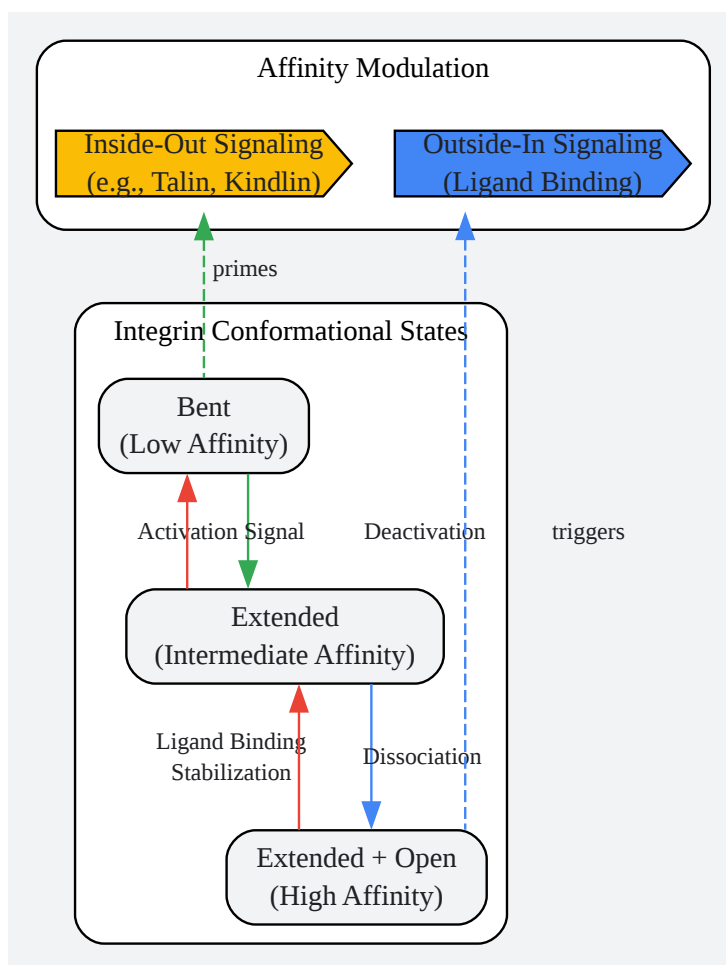 Affinity Modulation
Inside-Out Signaling
(e.g., Talin, Kindlin)
Outside-In Signaling
(Ligand Binding)
primes
Integrin Conformational States
Bent
(Low Affinity)
Activation Signal
Deactivation
triggers
Extended
(Intermediate Affinity)
Ligand Binding
Stabilization
Dissociation
Extended + Open
(High Affinity)